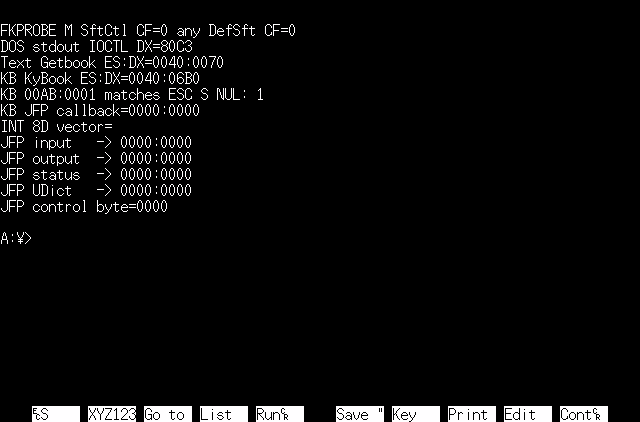 FKPROBE M SftCtl CF=0 any DefSft CF=0
DOS stdout IOCTL DX=80C3
Text Getbook ES:DX=0040:0070
KB KyBook ES:DX=0040:06B0
KB 00AB:0001 matches ESC S NUL: 1
KB JFP callback=0000:0000
INT 8D vector=
JFP input   -> 0000:0000
JFP output  -> 0000:0000
JFP status  -> 0000:0000
JFP UDict   -> 0000:0000
JFP control byte=0000
A:¥>
␛S XYZ123 Go to List Run␍ Save " Key Print Edit Cont␍